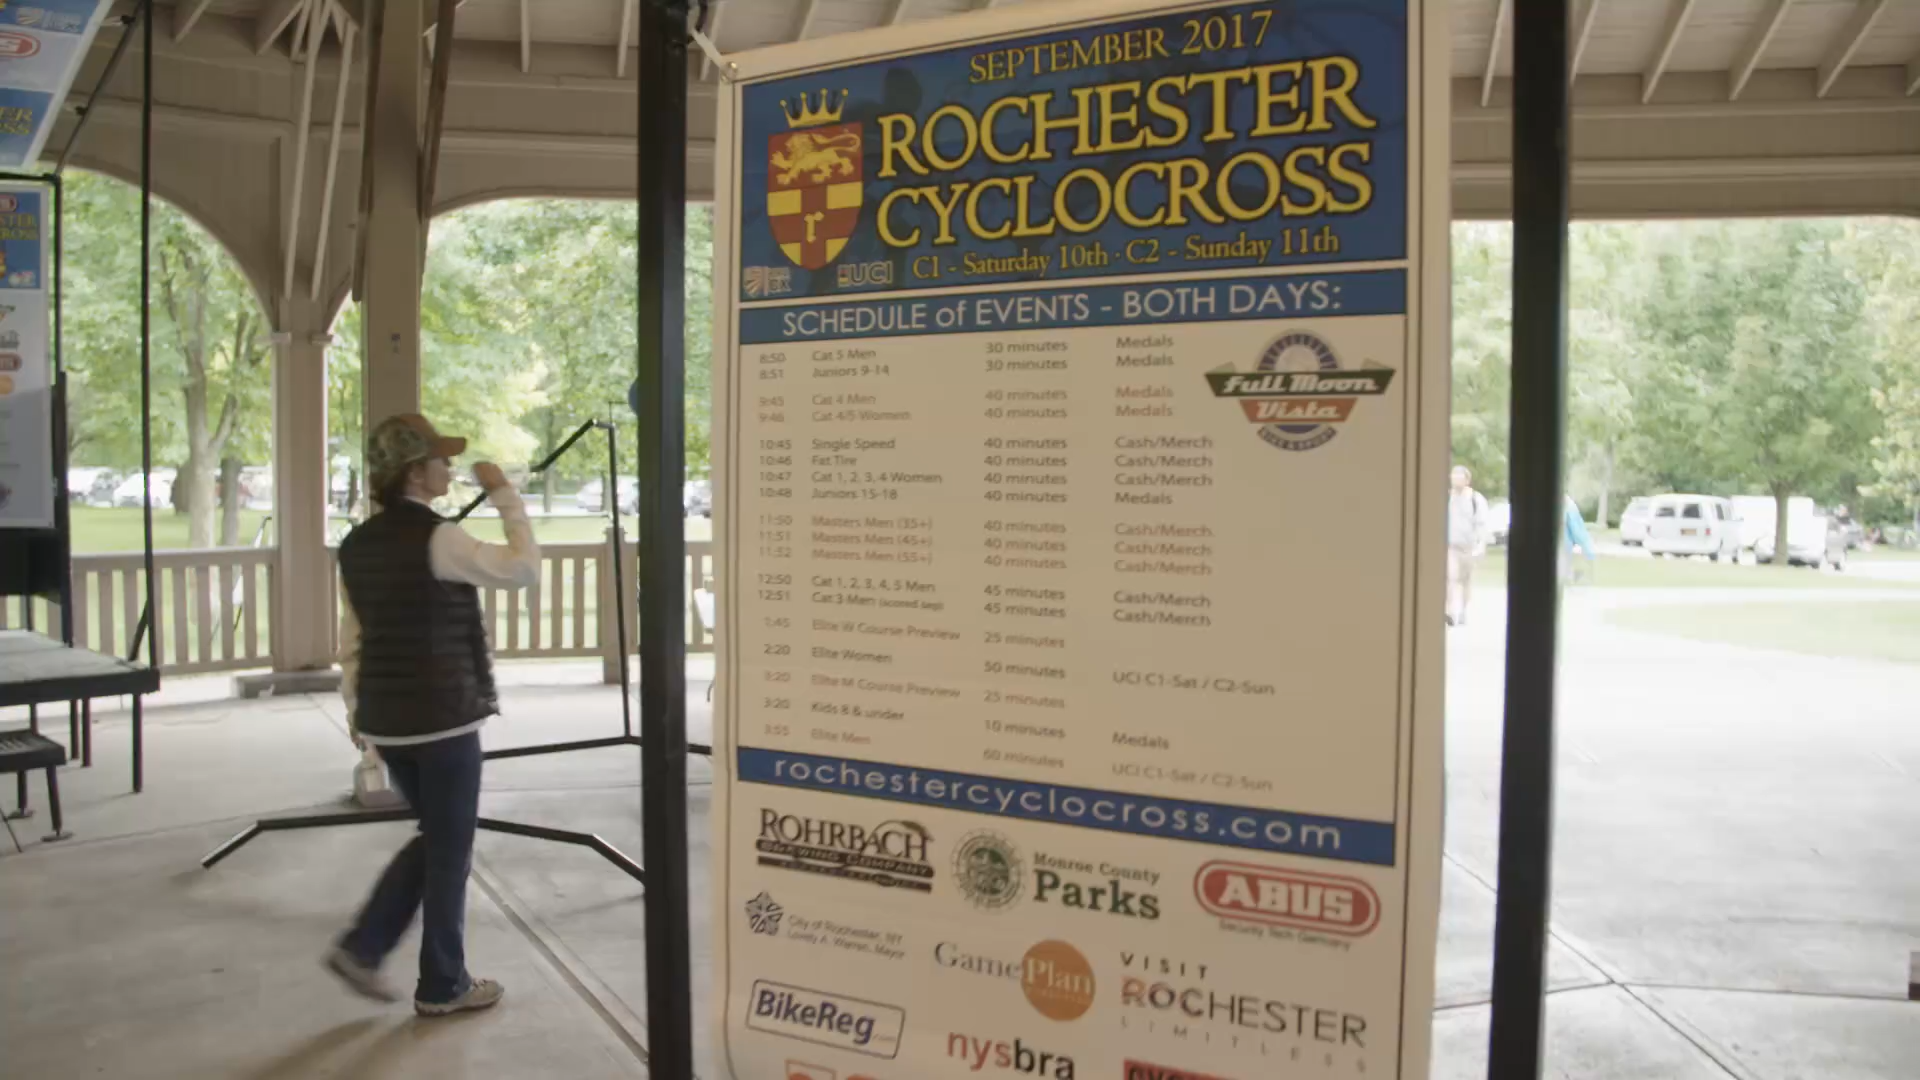 SEPTEMBER 2017
ROCHESTER
CYCLOCROSS
UCI C1 - Saturday 10th · C2 - Sunday 11th
SCHEDULE of EVENTS - BOTH DAYS:
8:50 Cat 5 Men 30 minutes Medals
8:51 Juniors 9-14 30 minutes Medals
Full Moon
Vista
9:45 Cat 4 Men 40 minutes Medals
9:46 Cat 4/5 Women 40 minutes Medals
10:45 Single Speed 40 minutes Cash/Merch
10:46 Fat Tire 40 minutes Cash/Merch
10:47 Cat 1, 2, 3, 4 Women 40 minutes Cash/Merch
10:48 Juniors 15-18 40 minutes Medals
11:50 Masters Men (35+) 40 minutes Cash/Merch
11:51 Masters Men (45+) 40 minutes Cash/Merch
11:52 Masters Men (55+) 40 minutes Cash/Merch
12:50 Cat 1, 2, 3, 4, 5 Men 45 minutes Cash/Merch
12:51 Cat 3 Men (scored sep) 45 minutes Cash/Merch
1:45 Elite W Course Preview 25 minutes
2:20 Elite Women 50 minutes UCI C1-Sat / C2-Sun
3:20 Elite M Course Preview 25 minutes
3:20 Kids 8 & under 10 minutes Medals
3:55 Elite Men 60 minutes UCI C1-Sat / C2-Sun
rochestercyclocross.com
ROHRBACH
BREWING COMPANY
Monroe County
Parks
ABUS
Security Tech Germany
City of Rochester, NY
Lovely A. Warren, Mayor
GamePlan
VISIT
ROCHESTER
LIMITLESS
BikeReg.com
nysbra